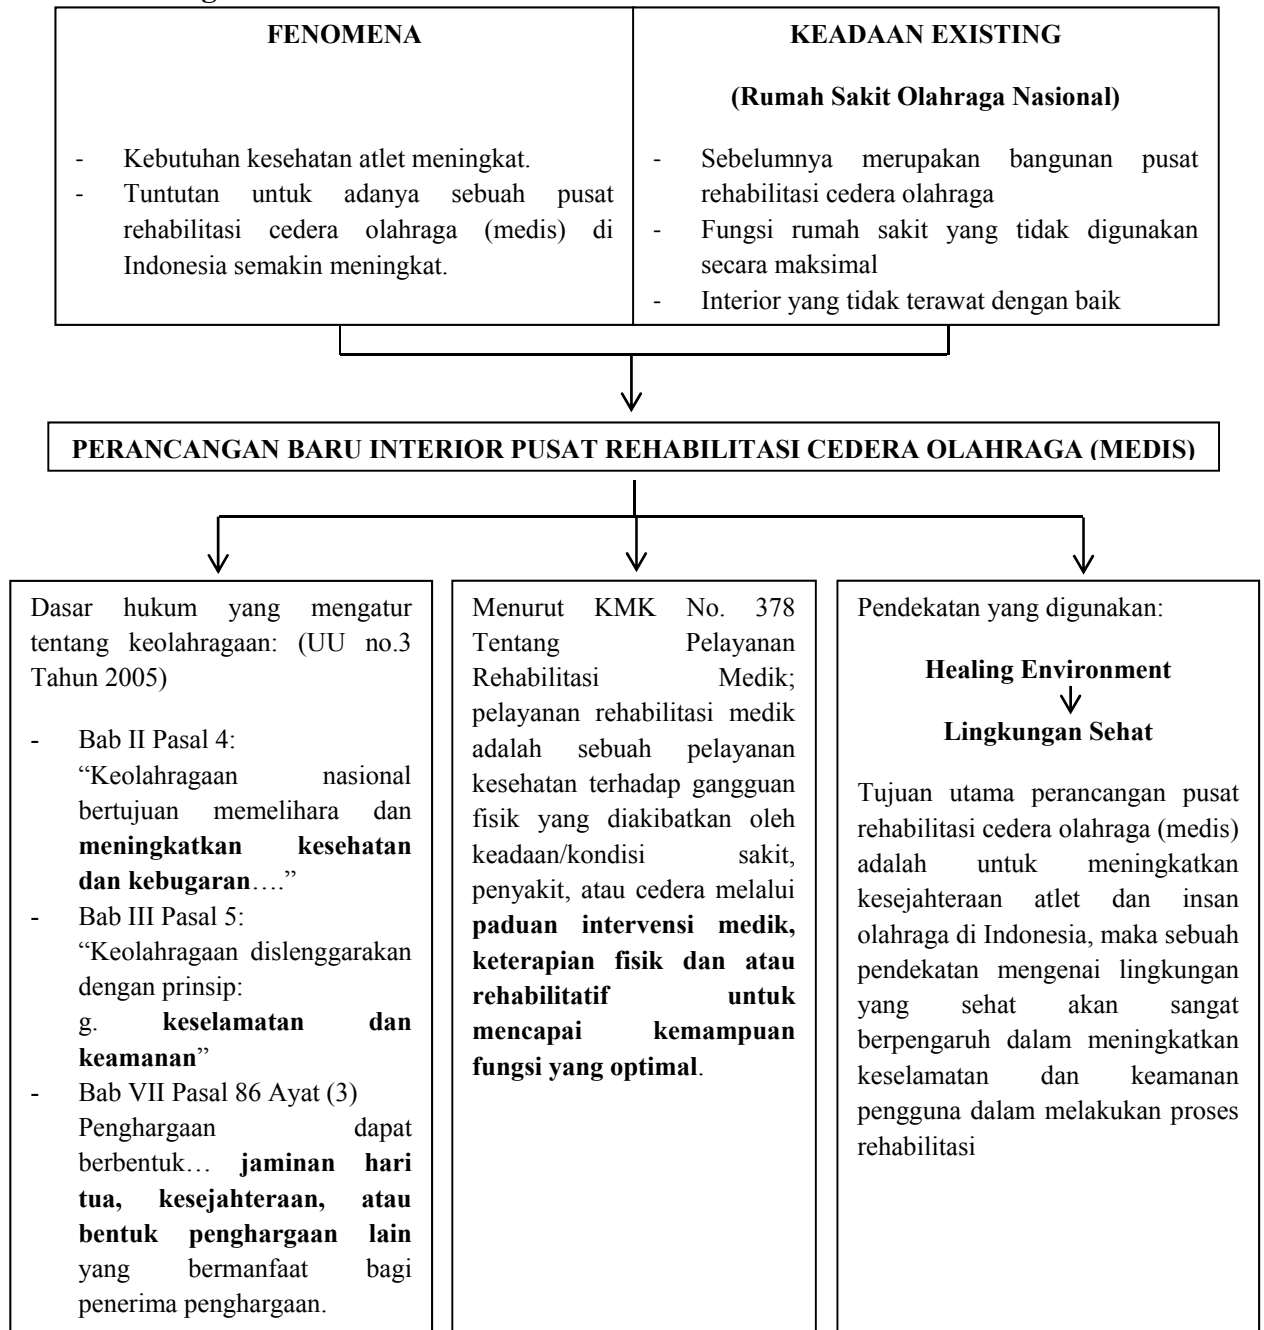 FENOMENA
- Kebutuhan kesehatan atlet meningkat.
- Tuntutan untuk adanya sebuah pusat
rehabilitasi cedera olahraga (medis) di
Indonesia semakin meningkat.
KEADAAN EXISTING
(Rumah Sakit Olahraga Nasional)
- Sebelumnya merupakan bangunan pusat
rehabilitasi cedera olahraga
- Fungsi rumah sakit yang tidak digunakan
secara maksimal
- Interior yang tidak terawat dengan baik
PERANCANGAN BARU INTERIOR PUSAT REHABILITASI CEDERA OLAHRAGA (MEDIS)
Dasar hukum yang mengatur
tentang keolahragaan: (UU no.3
Tahun 2005)
- Bab II Pasal 4:
“Keolahragaan nasional
bertujuan memelihara dan
meningkatkan kesehatan
dan kebugaran….”
- Bab III Pasal 5:
“Keolahragaan dislenggarakan
dengan prinsip:
g. keselamatan dan
keamanan”
- Bab VII Pasal 86 Ayat (3)
Penghargaan dapat
berbentuk… jaminan hari
tua, kesejahteraan, atau
bentuk penghargaan lain
yang bermanfaat bagi
penerima penghargaan.
Menurut KMK No. 378
Tentang Pelayanan
Rehabilitasi Medik;
pelayanan rehabilitasi medik
adalah sebuah pelayanan
kesehatan terhadap gangguan
fisik yang diakibatkan oleh
keadaan/kondisi sakit,
penyakit, atau cedera melalui
paduan intervensi medik,
keterapian fisik dan atau
rehabilitatif untuk
mencapai kemampuan
fungsi yang optimal.
Pendekatan yang digunakan:
Healing Environment
Lingkungan Sehat
Tujuan utama perancangan pusat
rehabilitasi cedera olahraga (medis)
adalah untuk meningkatkan
kesejahteraan atlet dan insan
olahraga di Indonesia, maka sebuah
pendekatan mengenai lingkungan
yang sehat akan sangat
berpengaruh dalam meningkatkan
keselamatan dan keamanan
pengguna dalam melakukan proses
rehabilitasi